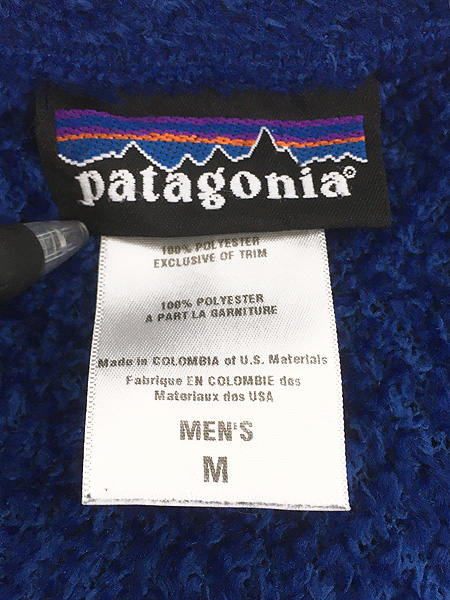 patagonia®
100% POLYESTER
EXCLUSIVE OF TRIM
100% POLYESTER
A PART LA GARNITURE
Made in COLOMBIA of U.S. Materials
Fabrique EN COLOMBIE des
Materiaux des USA
MEN'S
M